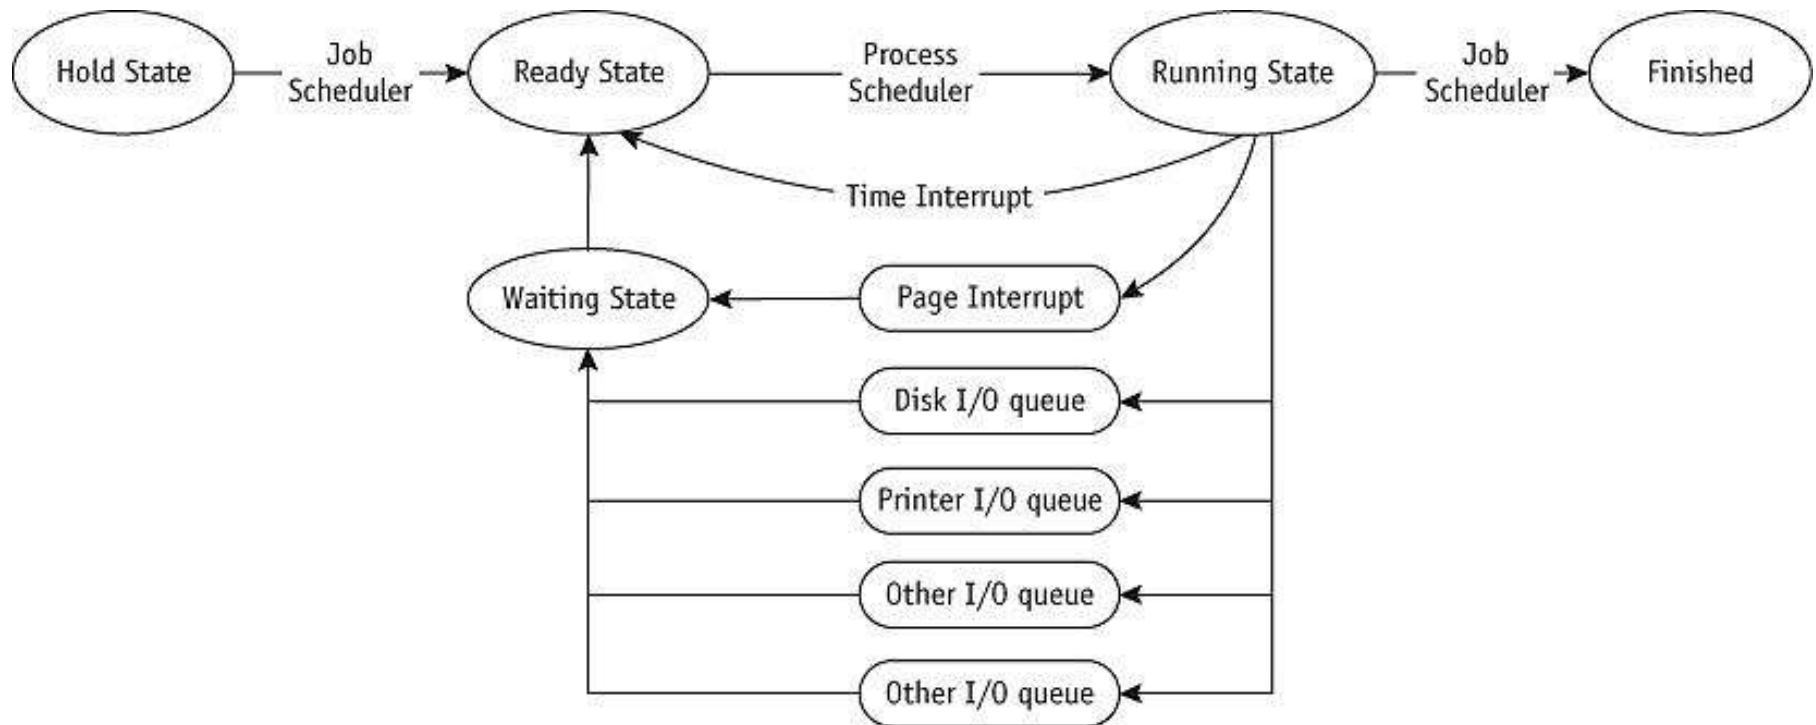 Hold State
Job
Scheduler
Ready State
Process
Scheduler
Running State
Job
Scheduler
Finished
Time Interrupt
Waiting State
Page Interrupt
Disk I/O queue
Printer I/O queue
Other I/O queue
Other I/O queue